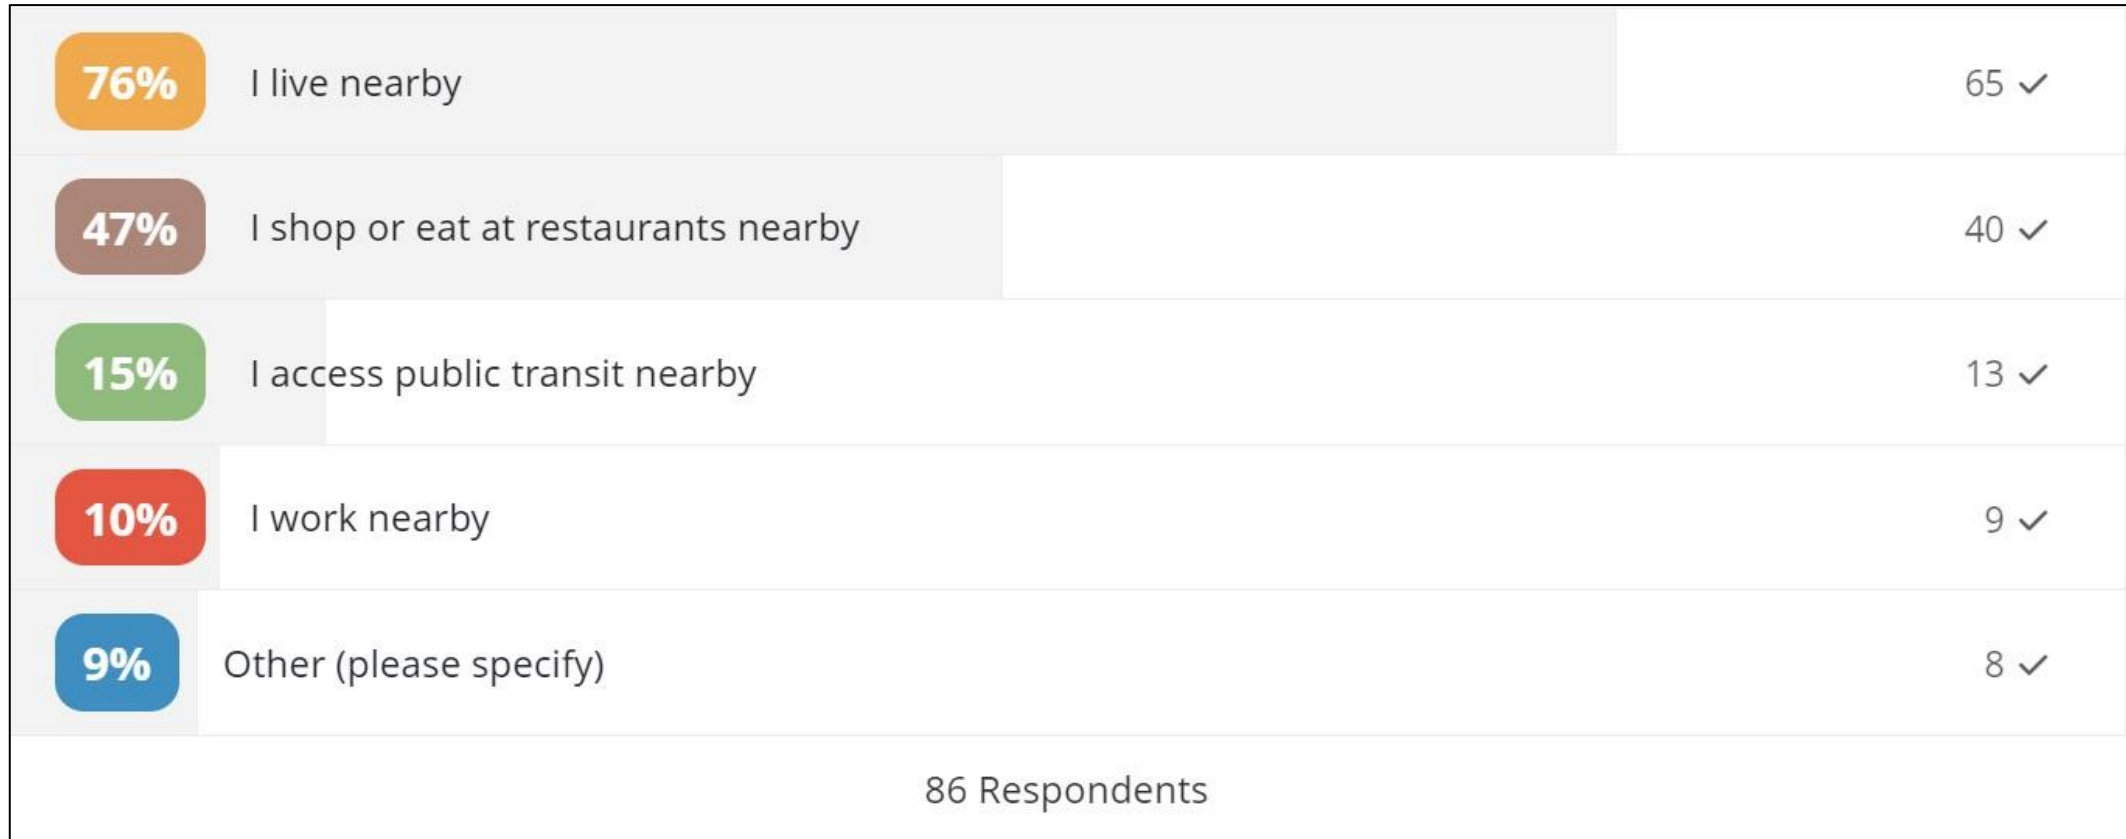 76% I live nearby 65 ✓
47% I shop or eat at restaurants nearby 40 ✓
15% I access public transit nearby 13 ✓
10% I work nearby 9 ✓
9% Other (please specify) 8 ✓
86 Respondents